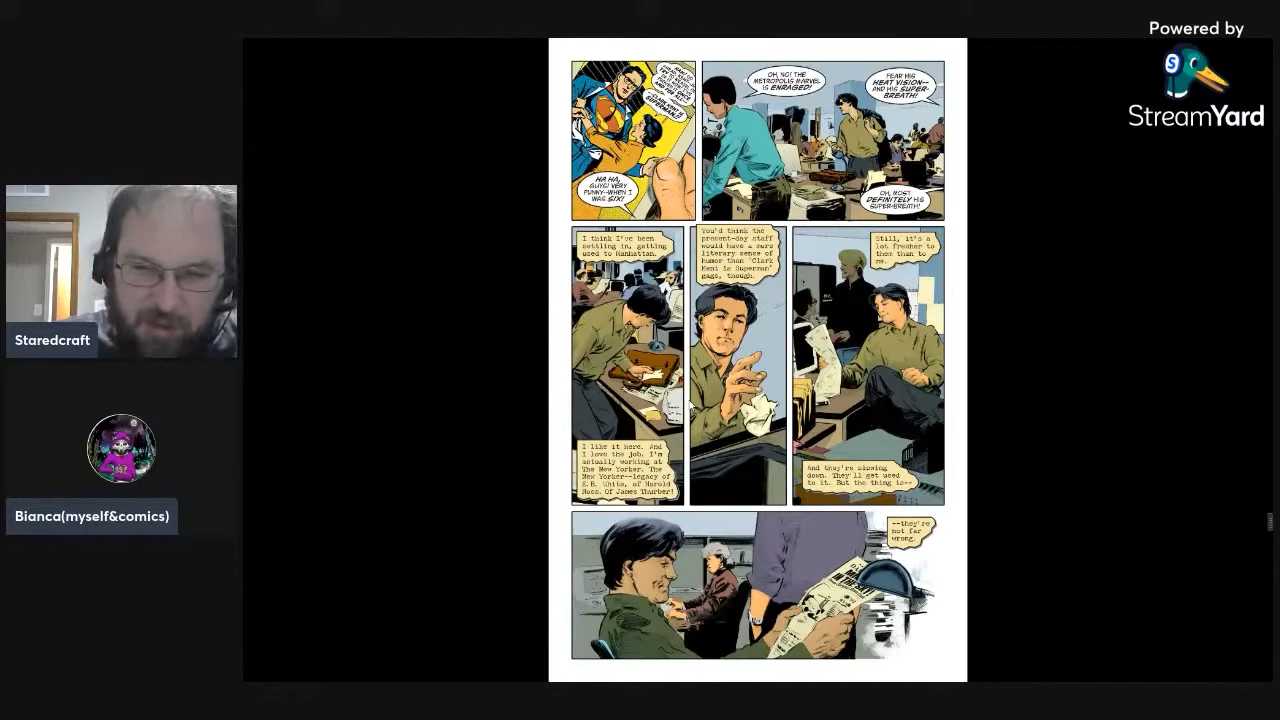 Powered by
S
StreamYard
Staredcraft
Bianca(myself&comics)
SUPERMAN!
HA HA,
GUYS! VERY
FUNNY--WHEN I
WAS SIX!
OH, NO! THE
METROPOLIS MARVEL
IS ENRAGED!
FEAR HIS
HEAT VISION--
AND HIS SUPER-
BREATH!
OH, MOST
DEFINITELY HIS
SUPER-BREATH!
I think I've been
settling in, getting
used to Manhattan.
I like it here. And
I love the job. I'm
actually working at
The New Yorker. The
New Yorker--legacy of
E.B. White, of Harold
Ross. Of James Thurber!
You'd think the
present-day staff
would have a more
literary sense of
humor than "Clark
Kent is Superman"
gags, though.
Still, it's a
lot fresher to
them than to
me.
And they're slowing
down. They'll get used
to it. But the thing is--
--they're
not far
wrong.